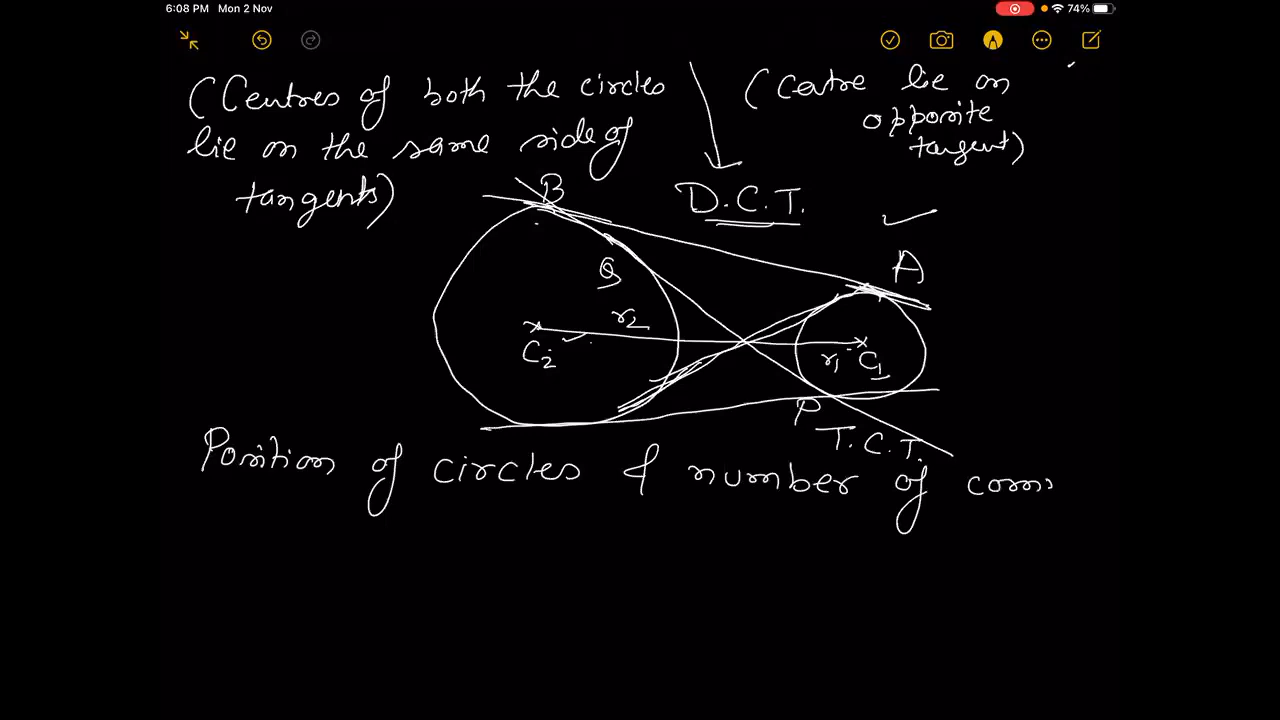 6:08 PM Mon 2 Nov
74%
(Centres of both the circles
lie on the same side of
tangents)
(Centre lie on
opposite
tangent)
D.C.T.
B
A
Q
r2
C2
r1
C1
P
T.C.T.
Position of circles & number of com